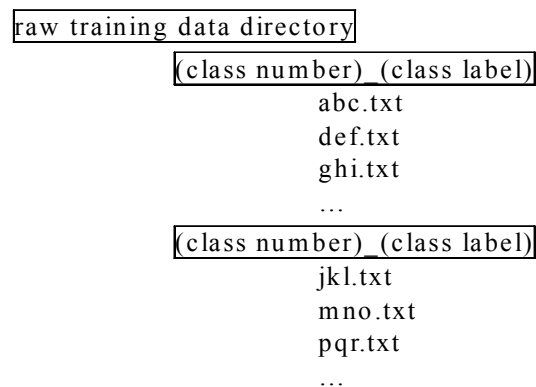 raw training data directory
(class number)_(class label)
abc.txt
def.txt
ghi.txt
...
(class number)_(class label)
jkl.txt
mno.txt
pqr.txt
...